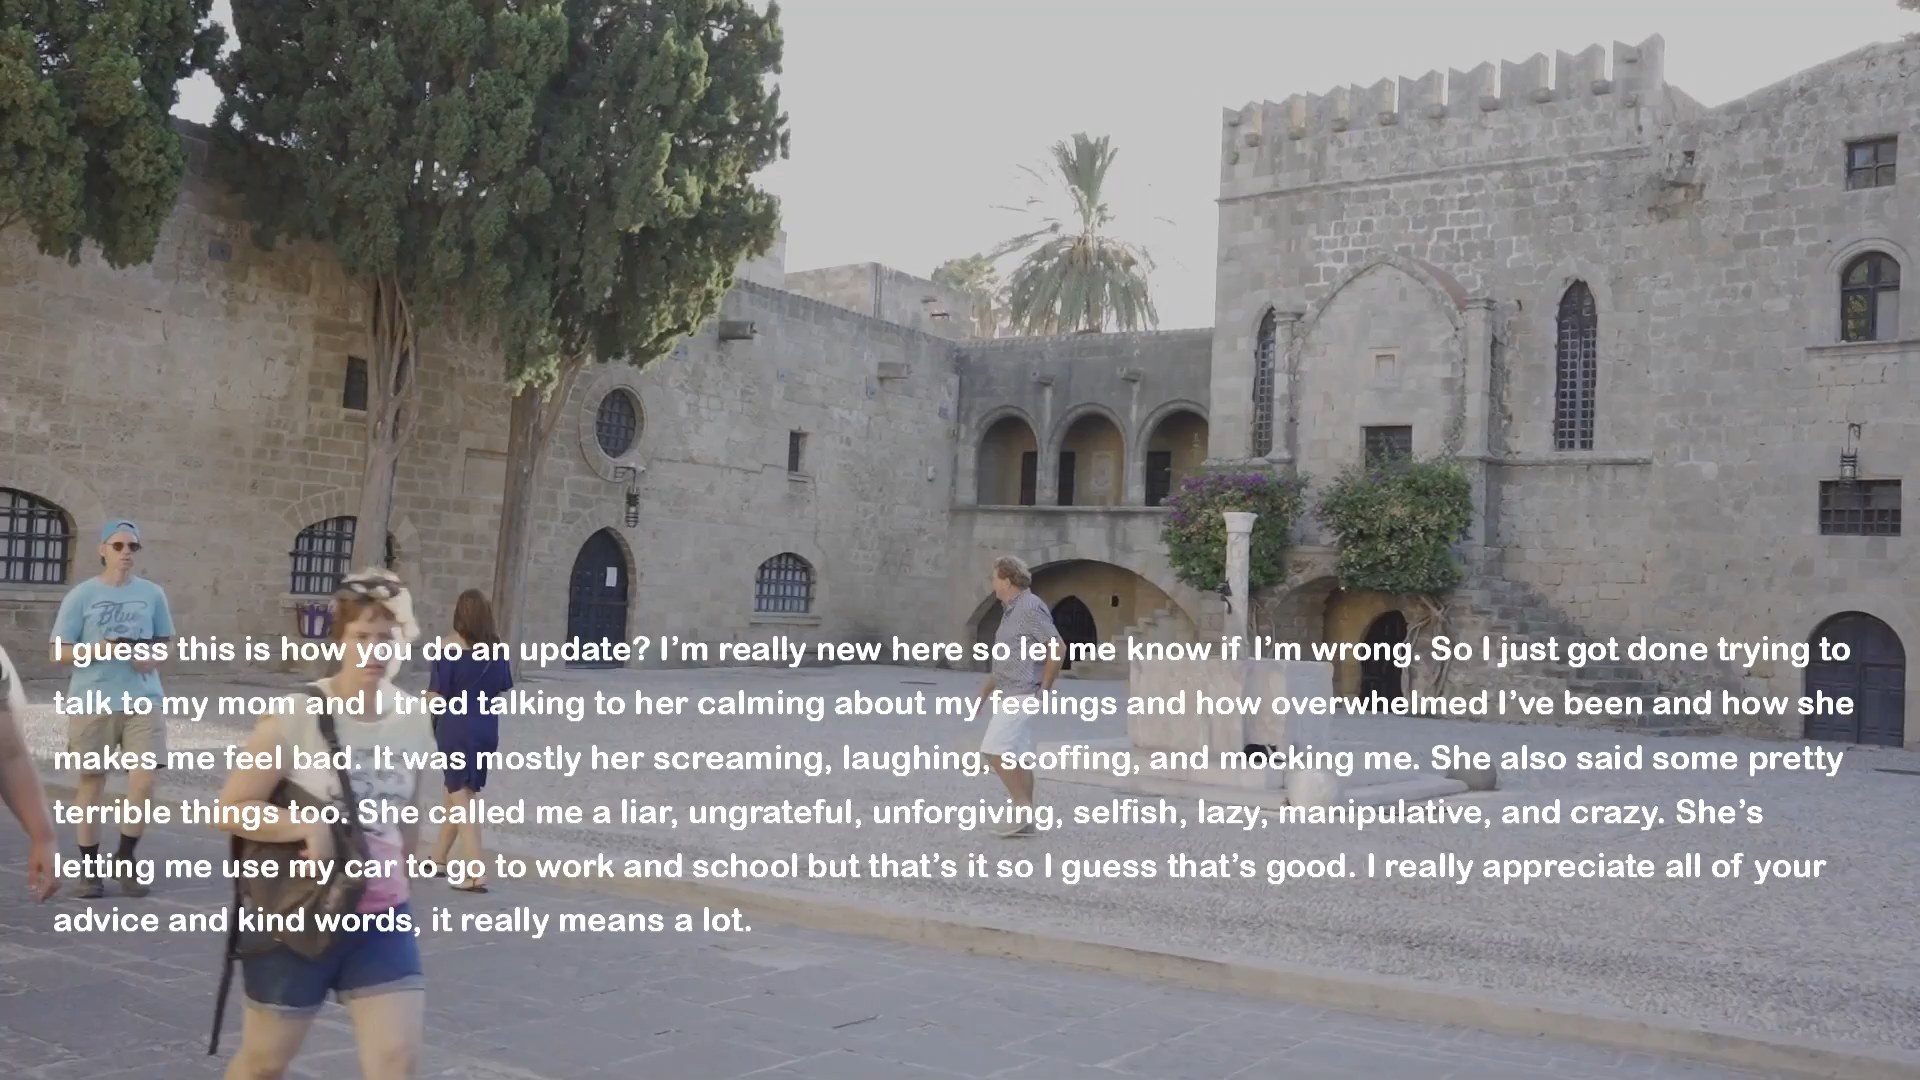 Blue
I guess this is how you do an update? I'm really new here so let me know if I'm wrong. So I just got done trying to
talk to my mom and I tried talking to her calming about my feelings and how overwhelmed I've been and how she
makes me feel bad. It was mostly her screaming, laughing, scoffing, and mocking me. She also said some pretty
terrible things too. She called me a liar, ungrateful, unforgiving, selfish, lazy, manipulative, and crazy. She's
letting me use my car to go to work and school but that's it so I guess that's good. I really appreciate all of your
advice and kind words, it really means a lot.